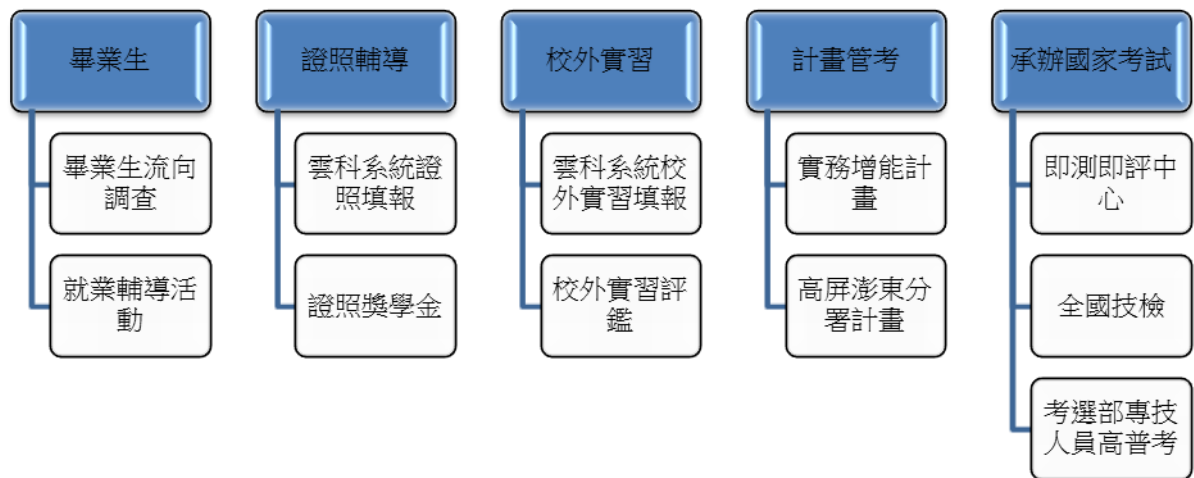 畢業生
證照輔導
校外實習
計畫管考
承辦國家考試
畢業生流向
調查
雲科系統證
照填報
雲科系統校
外實習填報
實務增能計
畫
即測即評中
心
就業輔導活
動
證照獎學金
校外實習評
鑑
高屏澎東分
署計畫
全國技檢
考選部專技
人員高普考